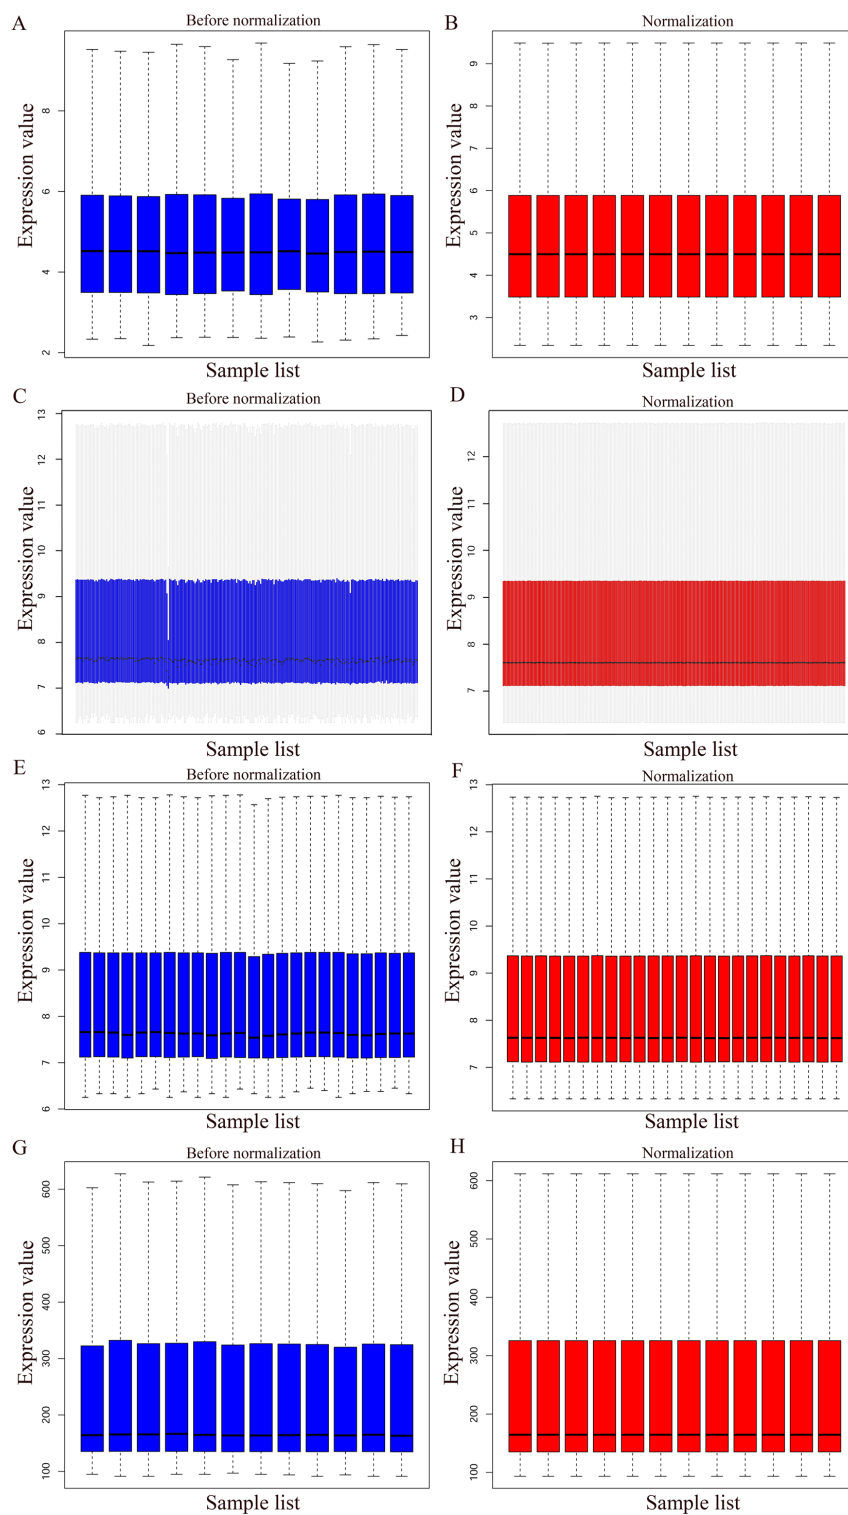 A
Before normalization
B
Normalization
Expression value
8
6
4
2
Sample list
Expression value
9
8
7
6
5
4
3
Sample list
C
Before normalization
D
Normalization
Expression value
13
12
11
10
9
8
7
6
Sample list
Expression value
12
11
10
9
8
7
Sample list
E
Before normalization
F
Normalization
Expression value
13
12
11
10
9
8
7
6
Sample list
Expression value
13
12
11
10
9
8
7
Sample list
G
Before normalization
H
Normalization
Expression value
600
500
400
300
200
100
Sample list
Expression value
600
500
400
300
200
100
Sample list